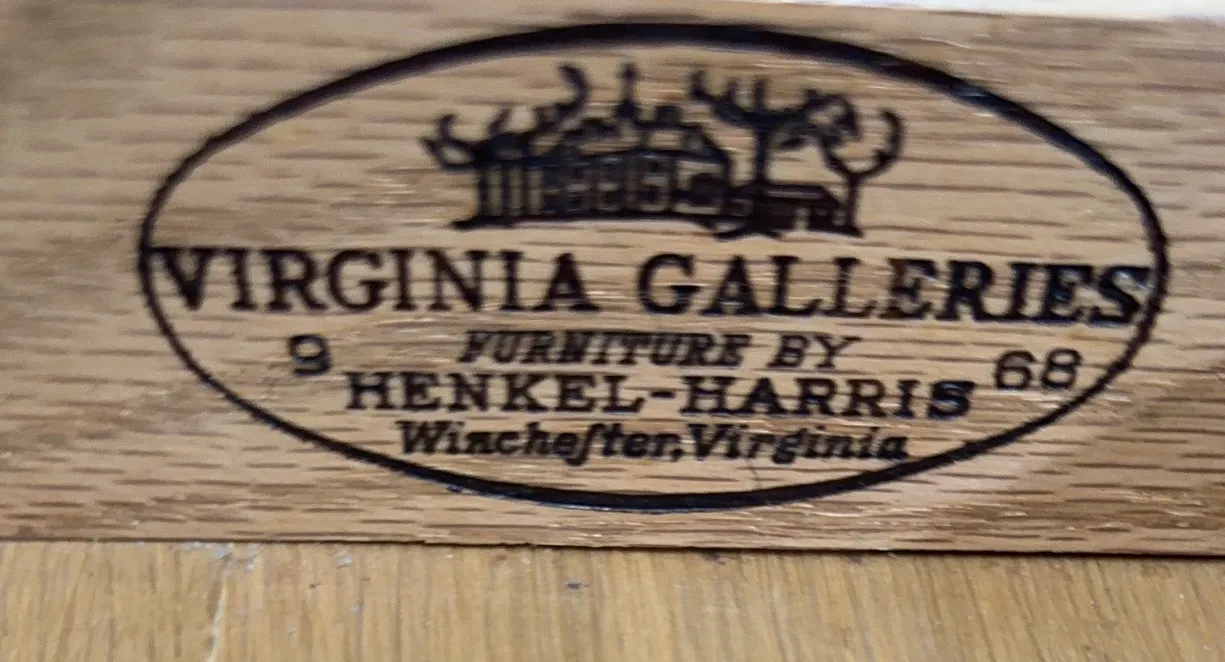 VIRGINIA GALLERIES
9 FURNITURE BY 68
HENKEL-HARRIS
Wincheſter, Virginia